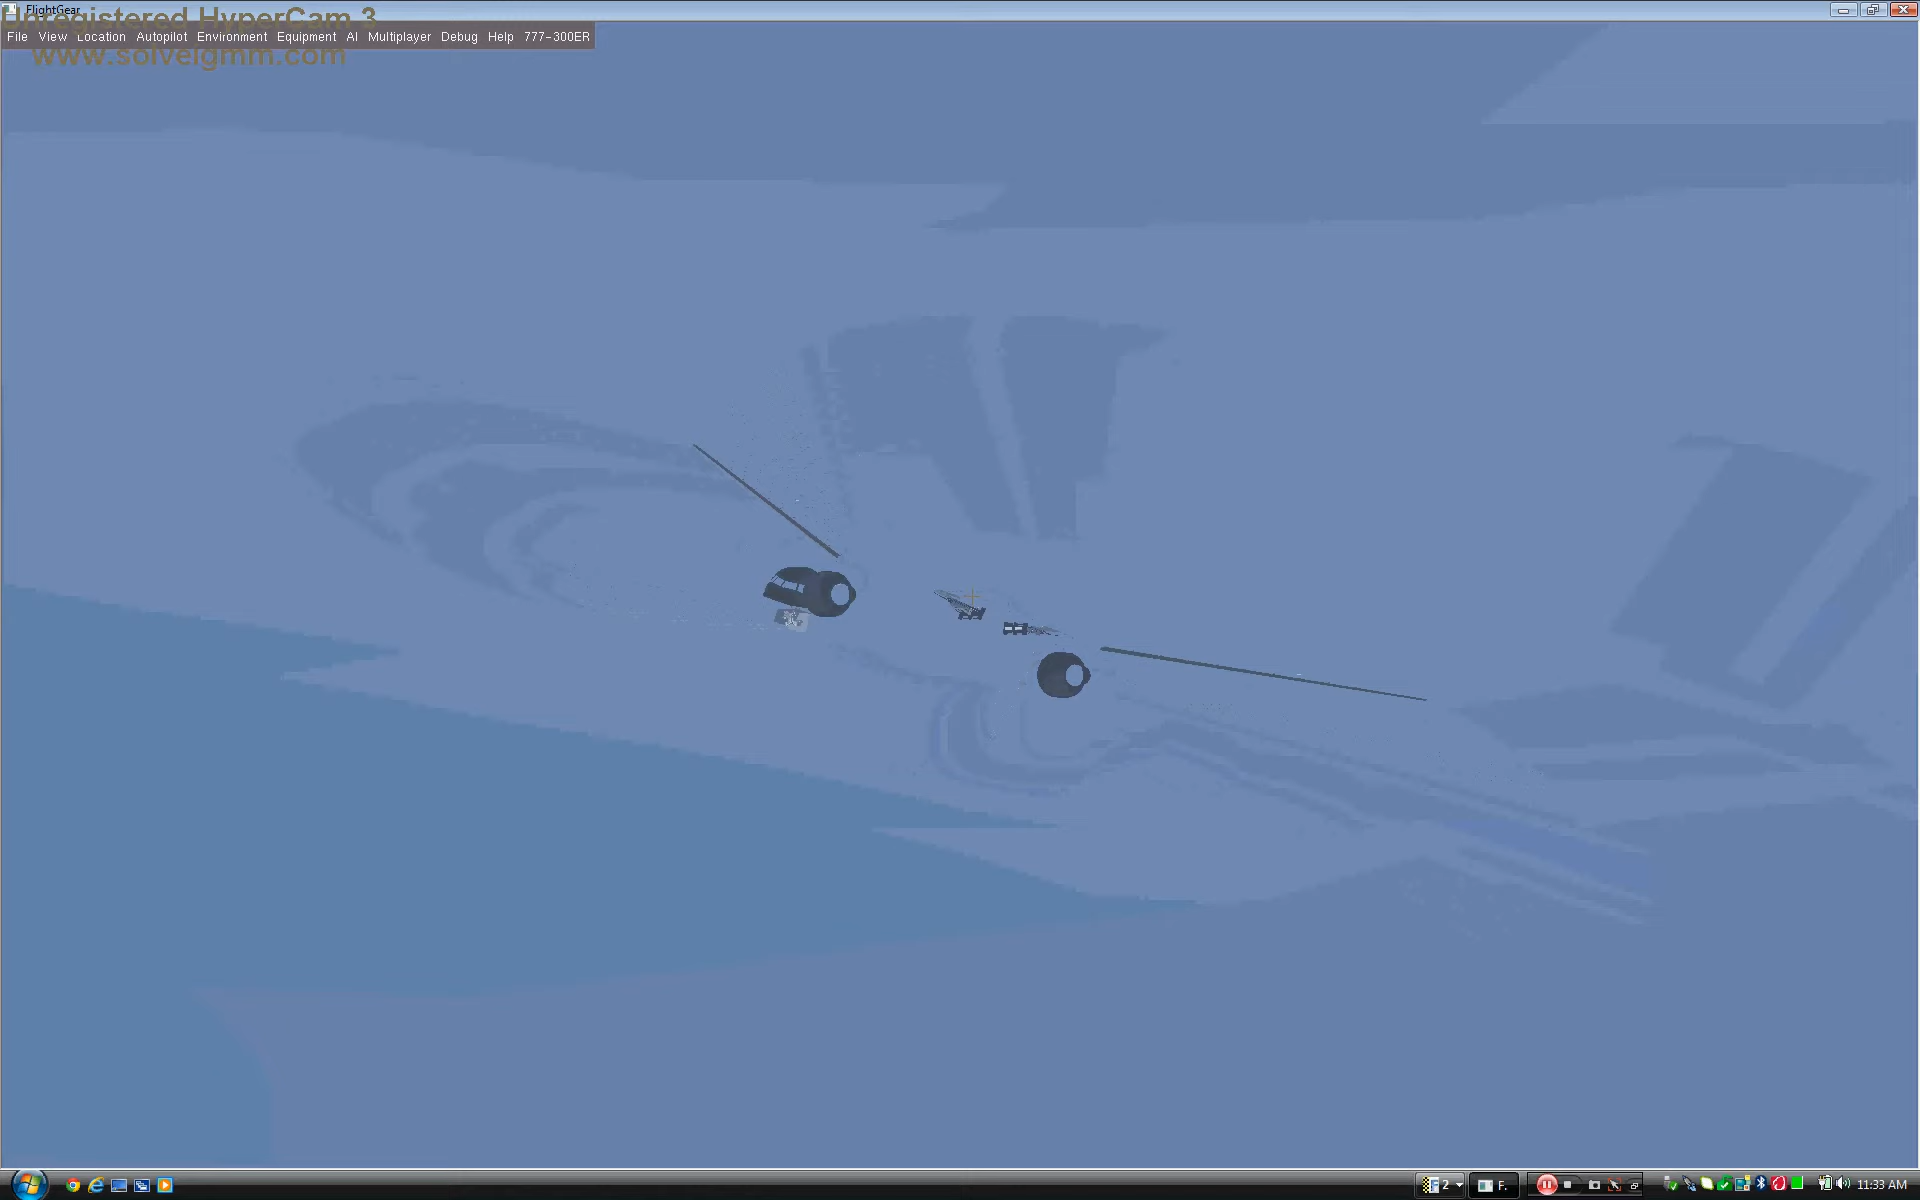 FlightGear
Unregistered HyperCam 3
File View Location Autopilot Environment Equipment AI Multiplayer Debug Help 777-300ER
www.solveigmm.com
2 F. 11:33 AM